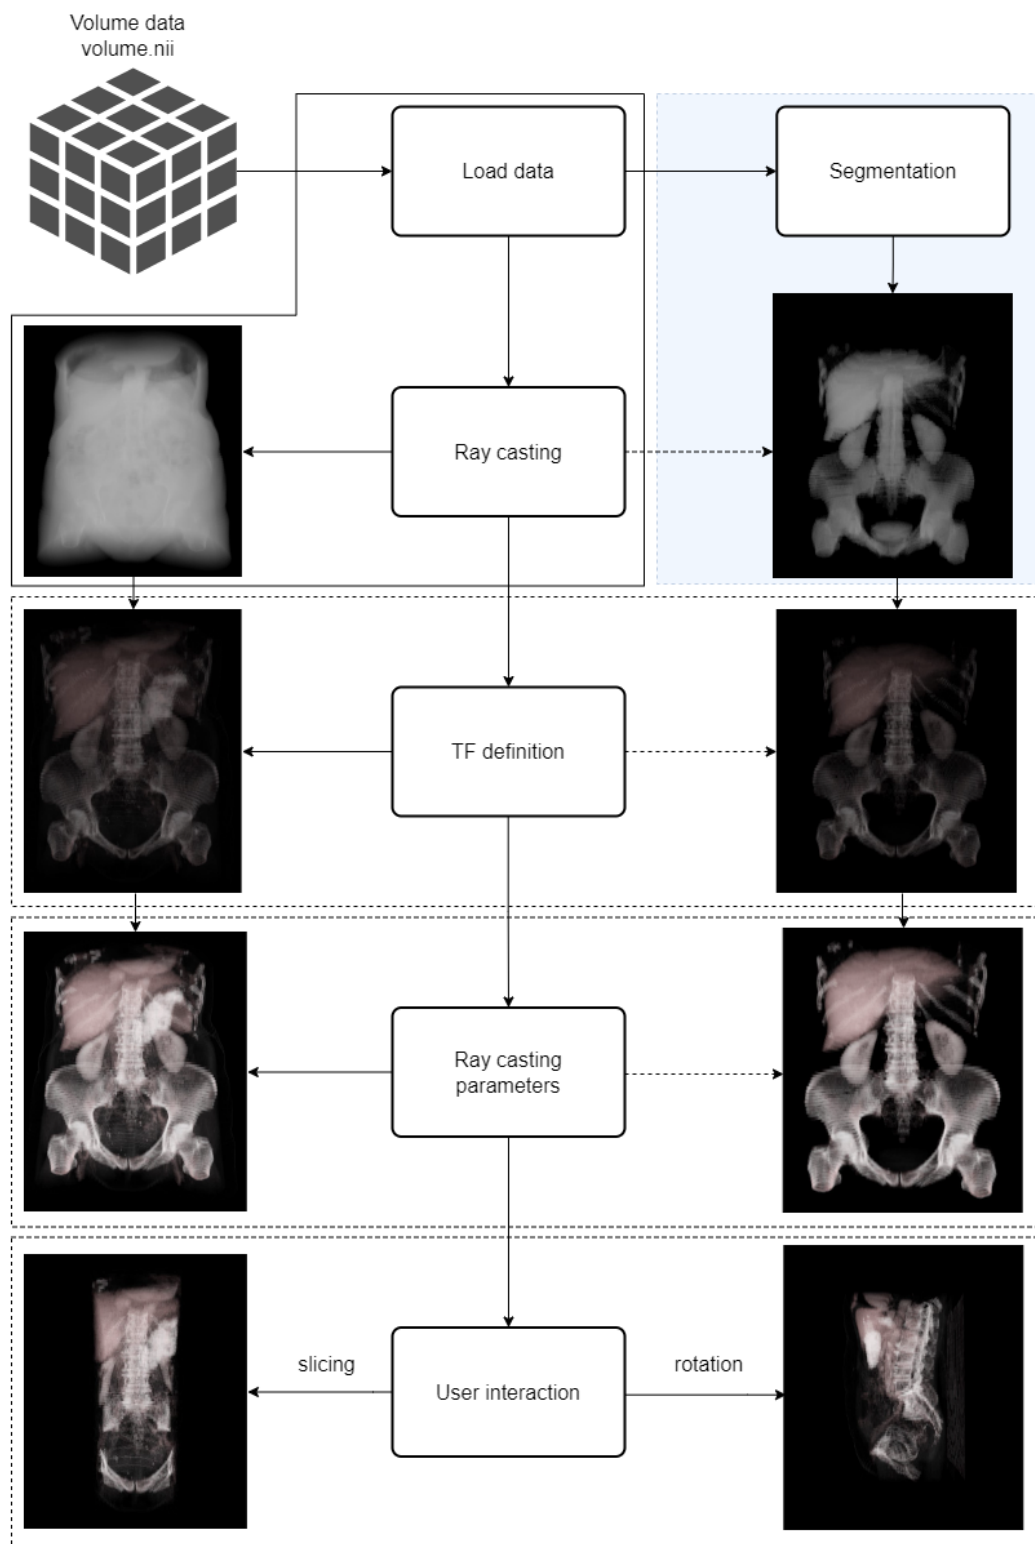 Volume data
volume.nii
Load data
Segmentation
Ray casting
TF definition
Ray casting
parameters
slicing
User interaction
rotation